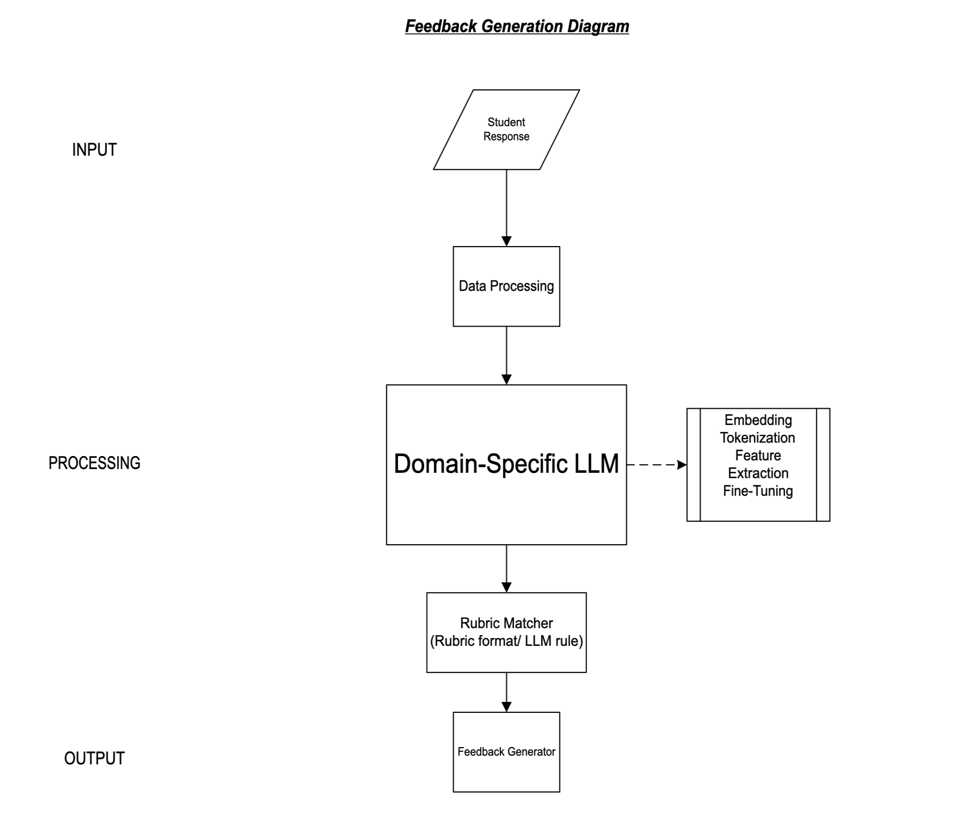 Feedback Generation Diagram
INPUT
Student
Response
Data Processing
PROCESSING
Domain-Specific LLM
Embedding
Tokenization
Feature
Extraction
Fine-Tuning
Rubric Matcher
(Rubric format/ LLM rule)
OUTPUT
Feedback Generator